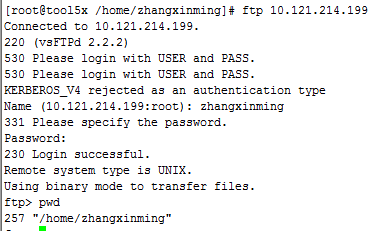 [root@tool5x /home/zhangxinming]# ftp 10.121.214.199
Connected to 10.121.214.199.
220 (vsFTPd 2.2.2)
530 Please login with USER and PASS.
530 Please login with USER and PASS.
KERBEROS_V4 rejected as an authentication type
Name (10.121.214.199:root): zhangxinming
331 Please specify the password.
Password:
230 Login successful.
Remote system type is UNIX.
Using binary mode to transfer files.
ftp> pwd
257 "/home/zhangxinming"